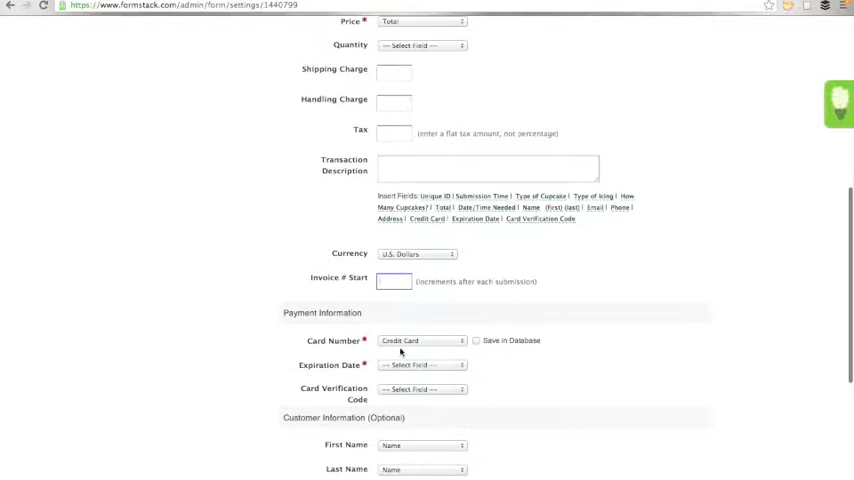 https://www.formstack.com/admin/form/settings/1440799
Price * Total
Quantity -- Select Field --
Shipping Charge
Handling Charge
Tax (enter a flat tax amount, not percentage)
Transaction
Description
Insert Fields: Unique ID | Submission Time | Type of Cupcake | Type of Icing | How
Many Cupcakes? | Total | Date/Time Needed | Name (first) (last) | Email | Phone |
Address | Credit Card | Expiration Date | Card Verification Code
Currency U.S. Dollars
Invoice # Start (increments after each submission)
Payment Information
Card Number * Credit Card Save in Database
Expiration Date * -- Select Field --
Card Verification -- Select Field --
Code
Customer Information (Optional)
First Name Name
Last Name Name